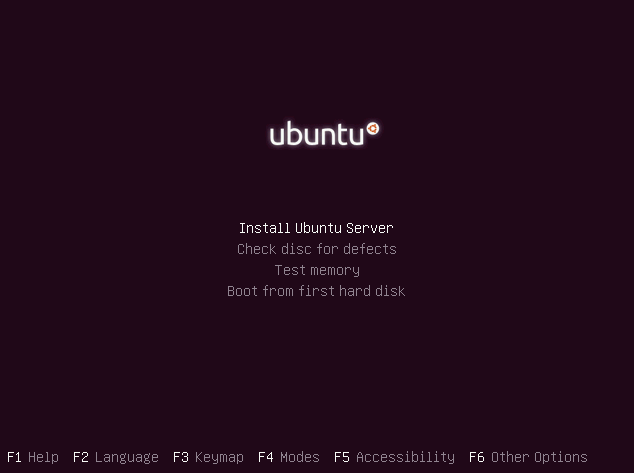 ubuntu
Install Ubuntu Server
Check disc for defects
Test memory
Boot from first hard disk
F1 Help F2 Language F3 Keymap F4 Modes F5 Accessibility F6 Other Options